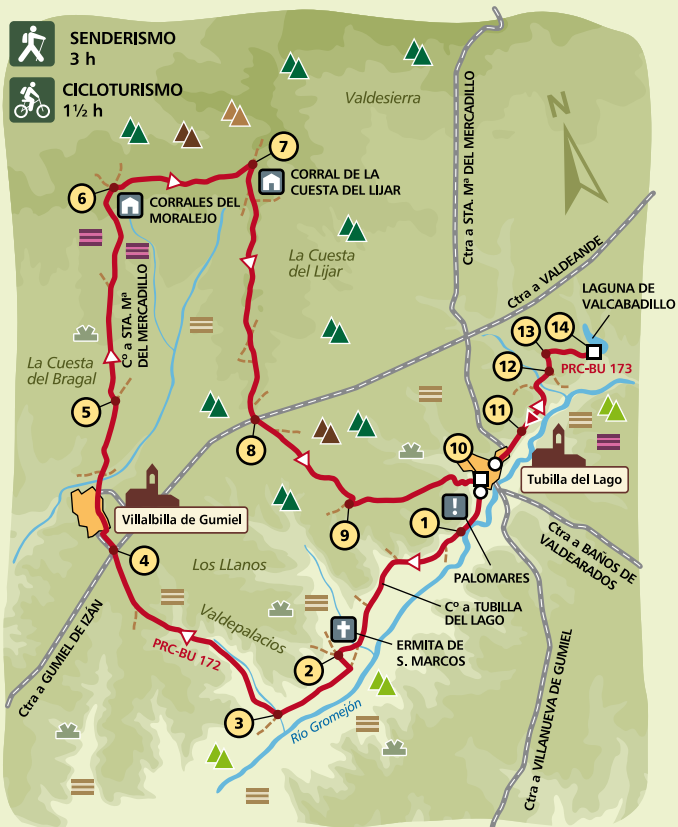 SENDERISMO
3 h
CICLOTURISMO
1½ h
Valdesierra
N
Ctra a STA. Mª DEL MERCADILLO
7
CORRAL DE LA
CUESTA DEL LIJAR
6
CORRALES DEL
MORALEJO
La Cuesta
del Lijar
Ctra a VALDEANDE
Cº a STA. Mª
DEL MERCADILLO
LAGUNA DE
VALCABADILLO
14
13
12
PRC-BU 173
La Cuesta
del Bragal
5
11
8
10
Tubilla del Lago
Villalbilla de Gumiel
9
1
Ctra a BAÑOS DE
VALDEARADOS
4
Los LLanos
PALOMARES
Cº a TUBILLA
DEL LAGO
Valdepalacios
ERMITA DE
S. MARCOS
2
PRC-BU 172
Ctra a GUMIEL DE IZÁN
3
Río Gromejón
Ctra a VILLANUEVA DE GUMIEL